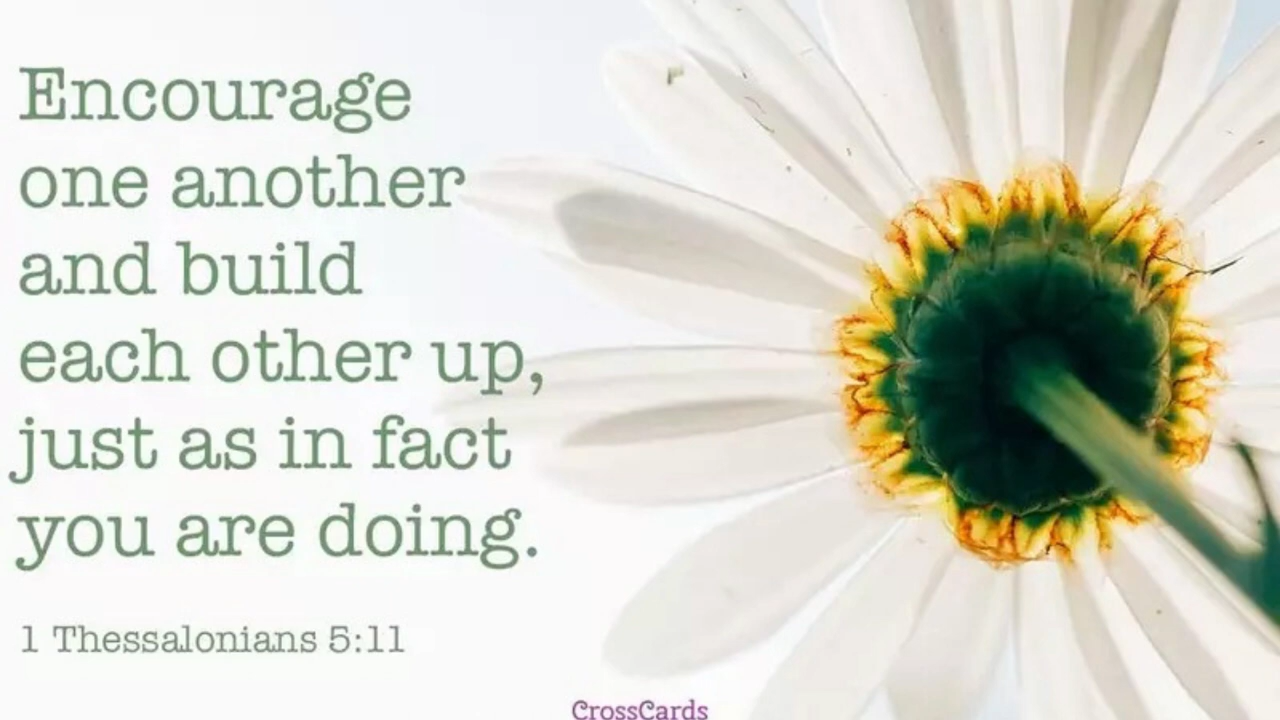 Encourage
one another
and build
each other up,
just as in fact
you are doing.
1 Thessalonians 5:11
CrossCards